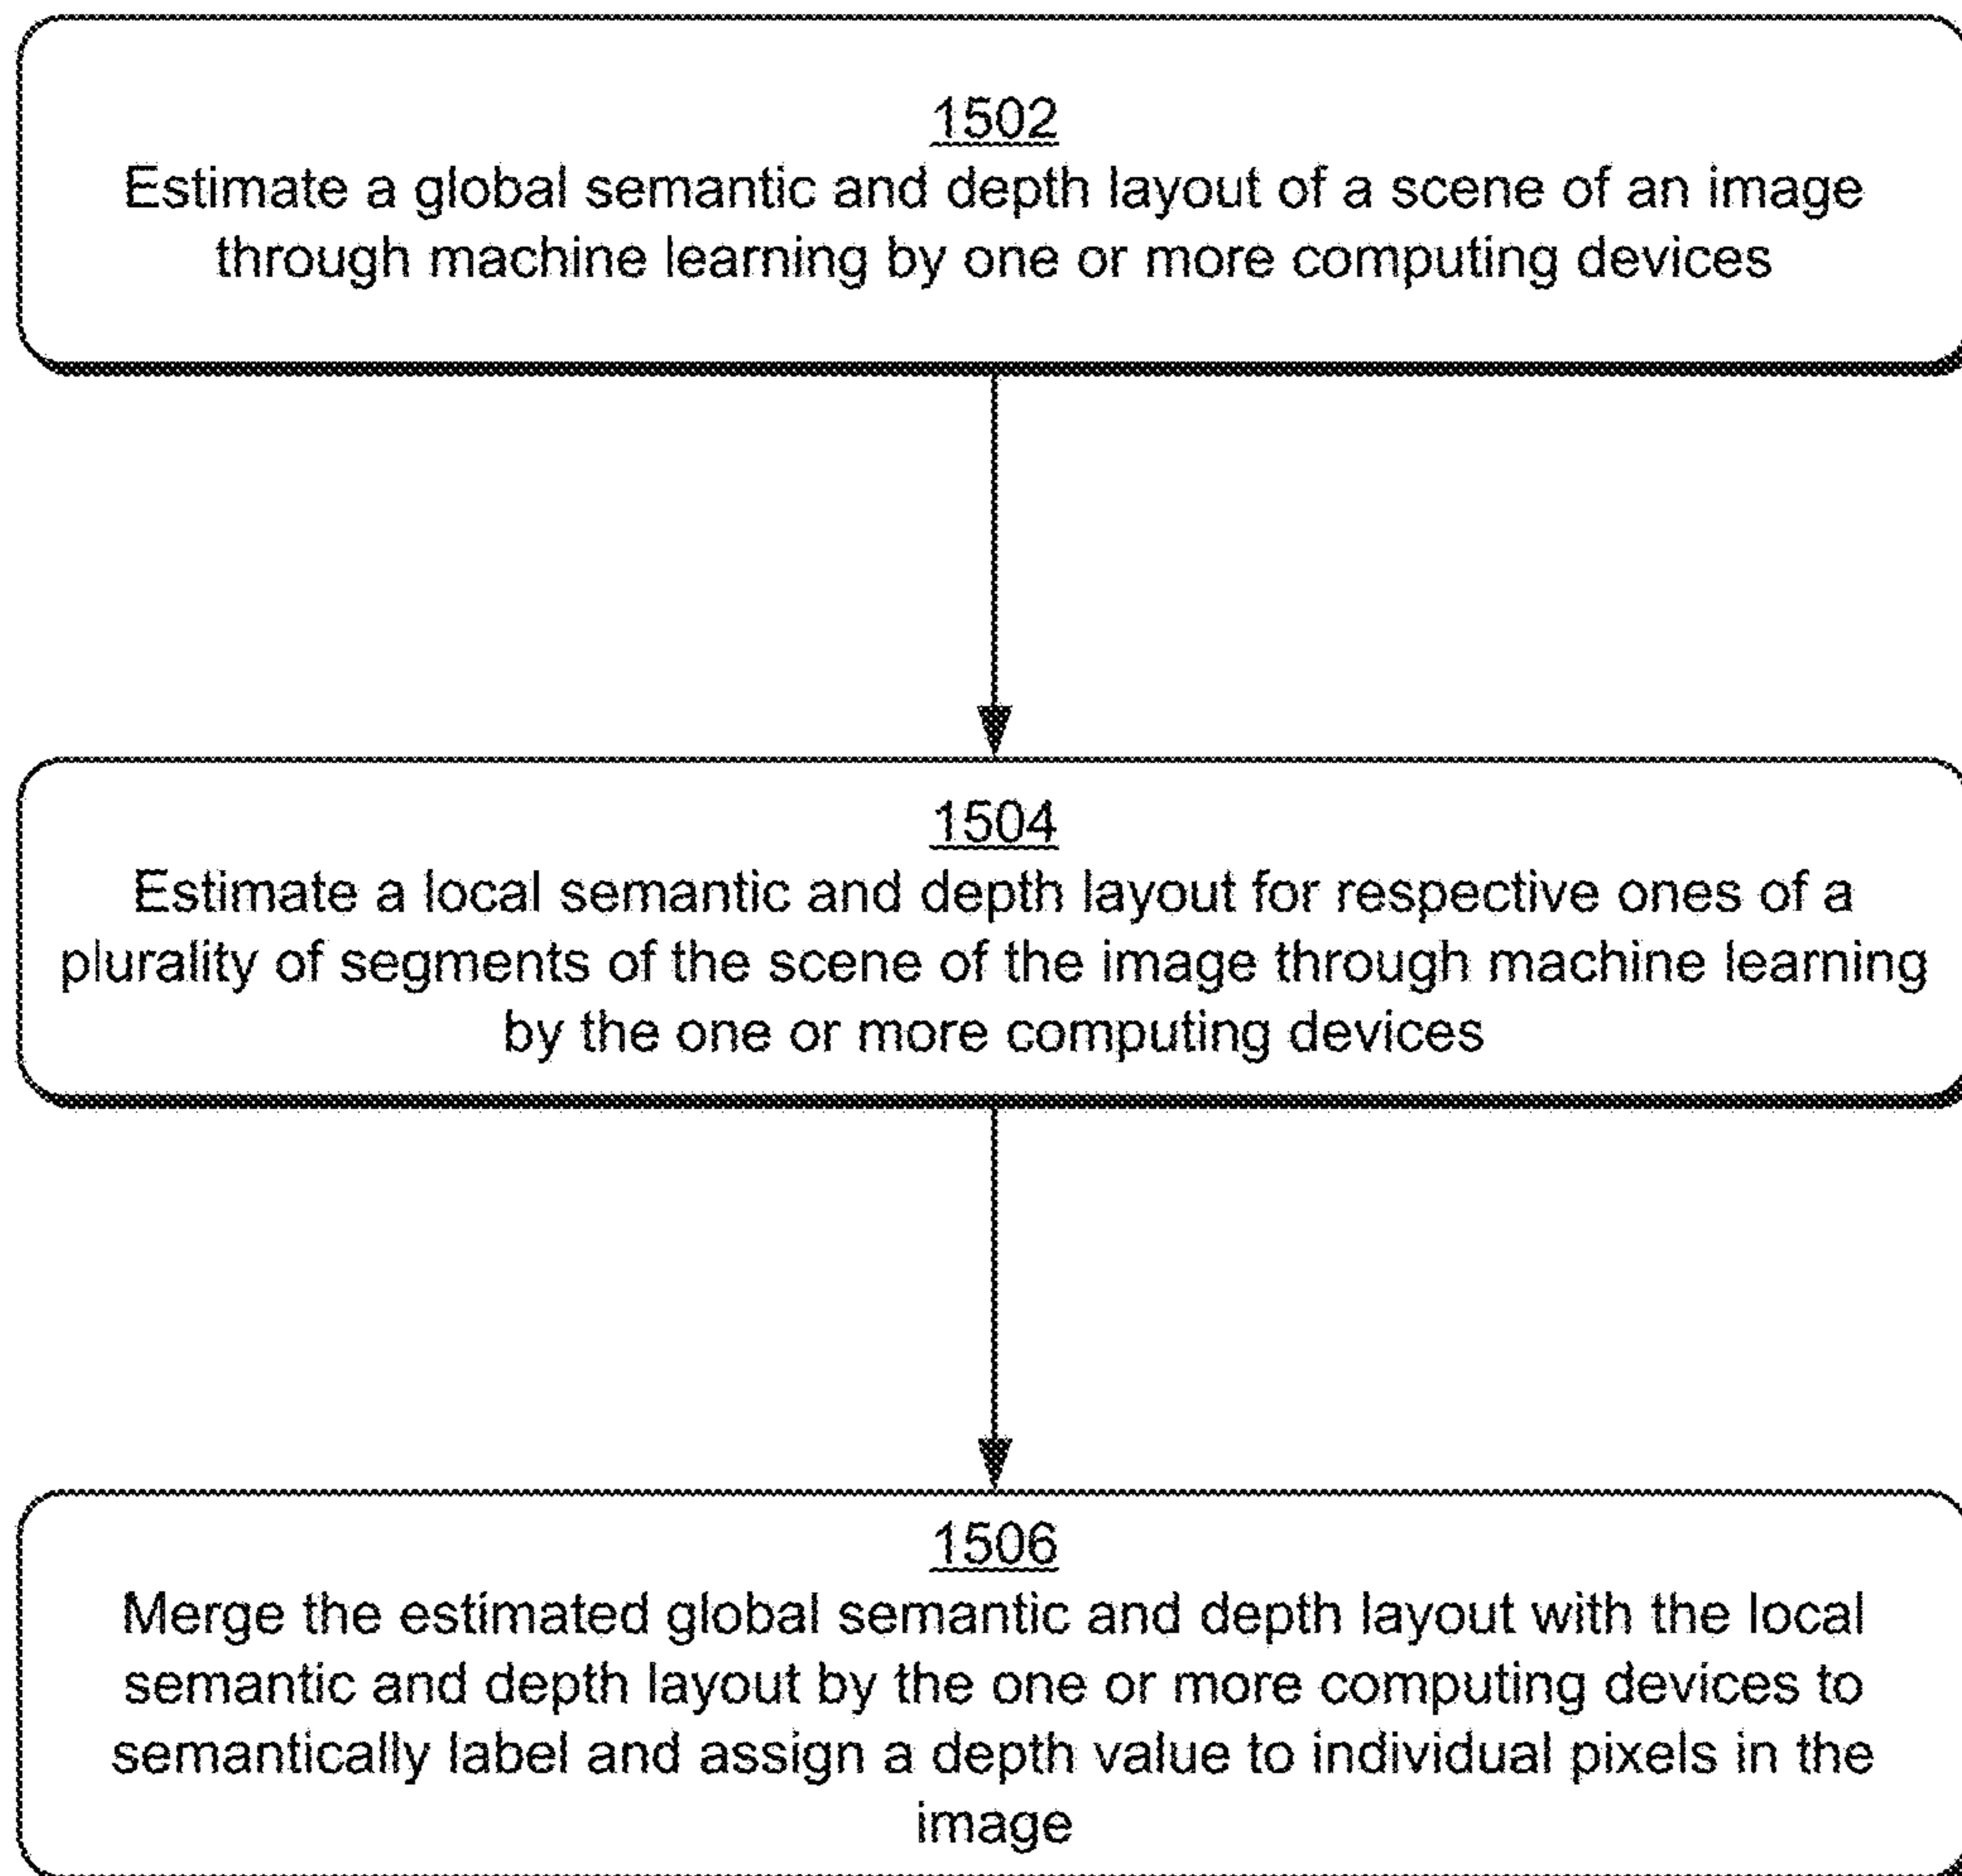 1502
Estimate a global semantic and depth layout of a scene of an image
through machine learning by one or more computing devices
1504
Estimate a local semantic and depth layout for respective ones of a
plurality of segments of the scene of the image through machine learning
by the one or more computing devices
1506
Merge the estimated global semantic and depth layout with the local
semantic and depth layout by the one or more computing devices to
semantically label and assign a depth value to individual pixels in the
image